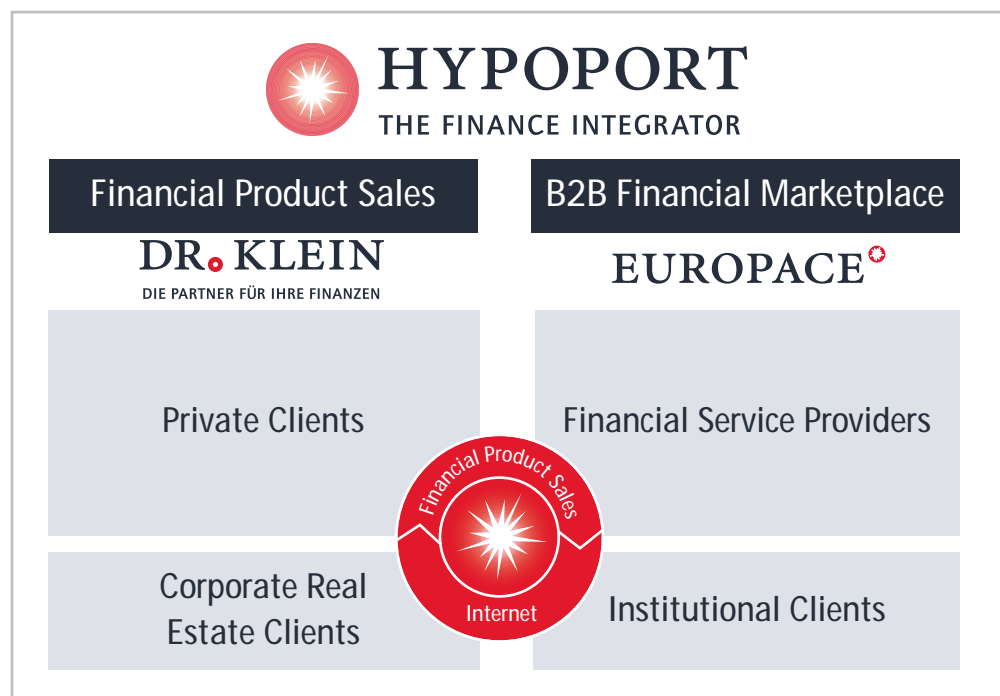 HYPOPORT
THE FINANCE INTEGRATOR
Financial Product Sales
B2B Financial Marketplace
DR. KLEIN
DIE PARTNER FÜR IHRE FINANZEN
EUROPACE
Private Clients
Financial Service Providers
Financial Product Sales
Internet
Corporate Real
Estate Clients
Institutional Clients